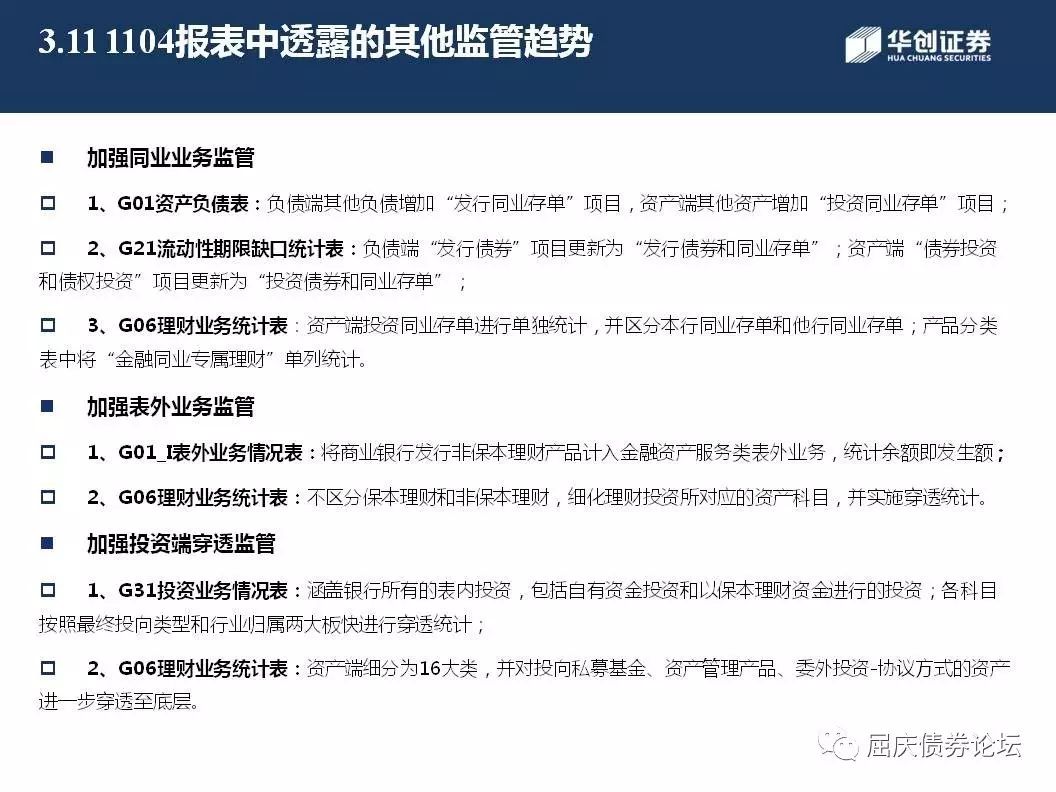 3.11 1104报表中透露的其他监管趋势
华创证券
HUA CHUANG SECURITIES
加强同业业务监管
1、G01资产负债表：负债端其他负债增加“发行同业存单”项目，资产端其他资产增加“投资同业存单”项目；
2、G21流动性期限缺口统计表：负债端“发行债券”项目更新为“发行债券和同业存单”；资产端“债券投资
和债权投资”项目更新为“投资债券和同业存单”；
3、G06理财业务统计表：资产端投资同业存单进行单独统计，并区分本行同业存单和他行同业存单；产品分类
表中将“金融同业专属理财”单列统计。
加强表外业务监管
1、G01_I表外业务情况表：将商业银行发行非保本理财产品计入金融资产服务类表外业务，统计余额即发生额；
2、G06理财业务统计表：不区分保本理财和非保本理财，细化理财投资所对应的资产科目，并实施穿透统计。
加强投资端穿透监管
1、G31投资业务情况表：涵盖银行所有的表内投资，包括自有资金投资和以保本理财资金进行的投资；各科目
按照最终投向类型和行业归属两大板快进行穿透统计；
2、G06理财业务统计表：资产端细分为16大类，并对投向私募基金、资产管理产品、委外投资-协议方式的资产
进一步穿透至底层。
屈庆债券论坛